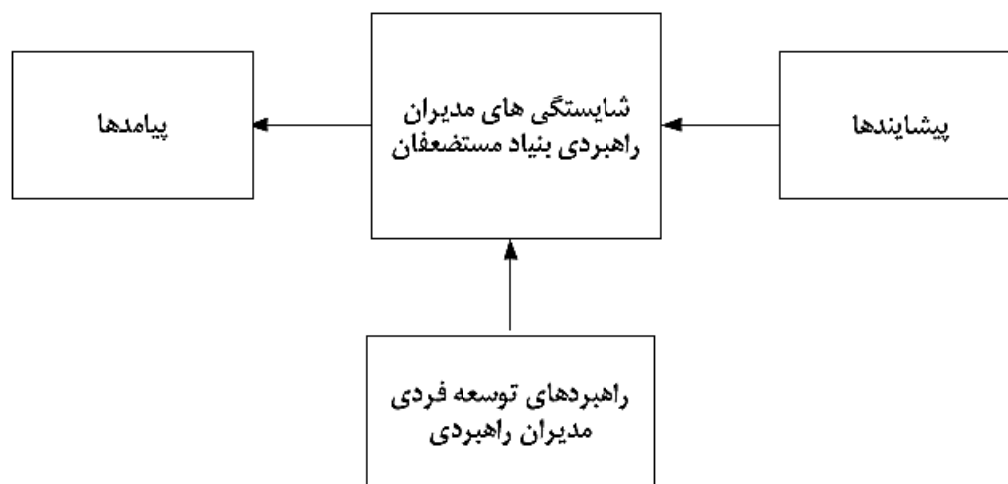 پیشایندها
شایستگی های مدیران
راهبردی بنیاد مستضعفان
پیامدها
راهبردهای توسعه فردی
مدیران راهبردی